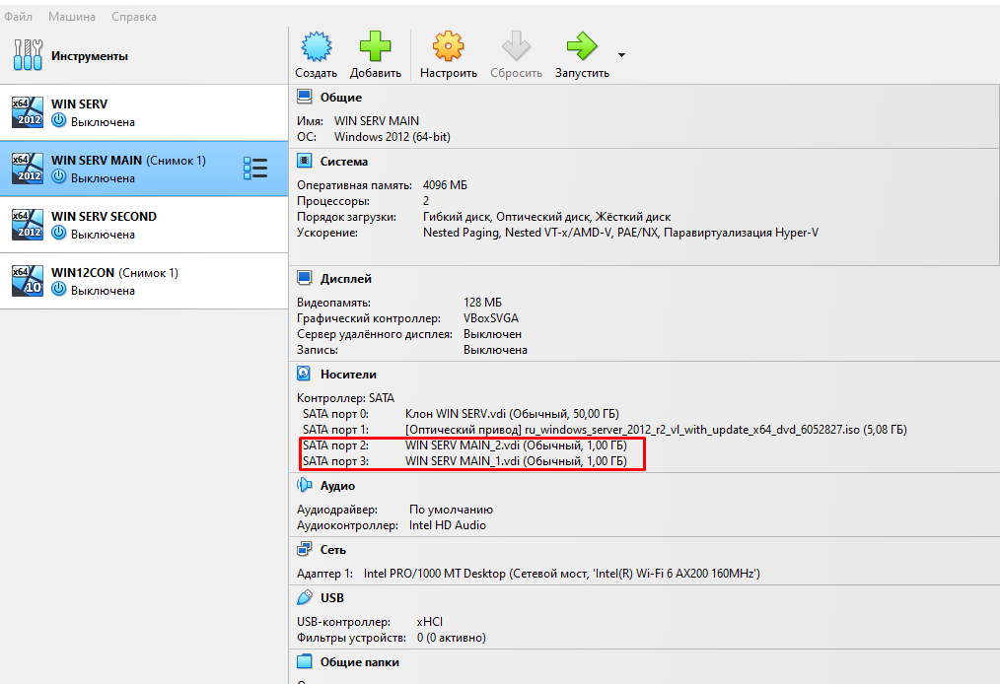 Файл Машина Справка
Инструменты
Создать Добавить Настроить Сбросить Запустить
x64 2012 WIN SERV
Выключена
x64 2012 WIN SERV MAIN (Снимок 1)
Выключена
x64 2012 WIN SERV SECOND
Выключена
x64 10 WIN12CON (Снимок 1)
Выключена
Общие
Имя: WIN SERV MAIN
ОС: Windows 2012 (64-bit)
Система
Оперативная память: 4096 МБ
Процессоры: 2
Порядок загрузки: Гибкий диск, Оптический диск, Жёсткий диск
Ускорение: Nested Paging, Nested VT-x/AMD-V, PAE/NX, Паравиртуализация Hyper-V
Дисплей
Видеопамять: 128 МБ
Графический контроллер: VBoxSVGA
Сервер удалённого дисплея: Выключен
Запись: Выключена
Носители
Контроллер: SATA
SATA порт 0: Клон WIN SERV.vdi (Обычный, 50,00 ГБ)
SATA порт 1: [Оптический привод] ru_windows_server_2012_r2_vl_with_update_x64_dvd_6052827.iso (5,08 ГБ)
SATA порт 2: WIN SERV MAIN_2.vdi (Обычный, 1,00 ГБ)
SATA порт 3: WIN SERV MAIN_1.vdi (Обычный, 1,00 ГБ)
Аудио
Аудиодрайвер: По умолчанию
Аудиоконтроллер: Intel HD Audio
Сеть
Адаптер 1: Intel PRO/1000 MT Desktop (Сетевой мост, 'Intel(R) Wi-Fi 6 AX200 160MHz')
USB
USB-контроллер: xHCI
Фильтры устройств: 0 (0 активно)
Общие папки